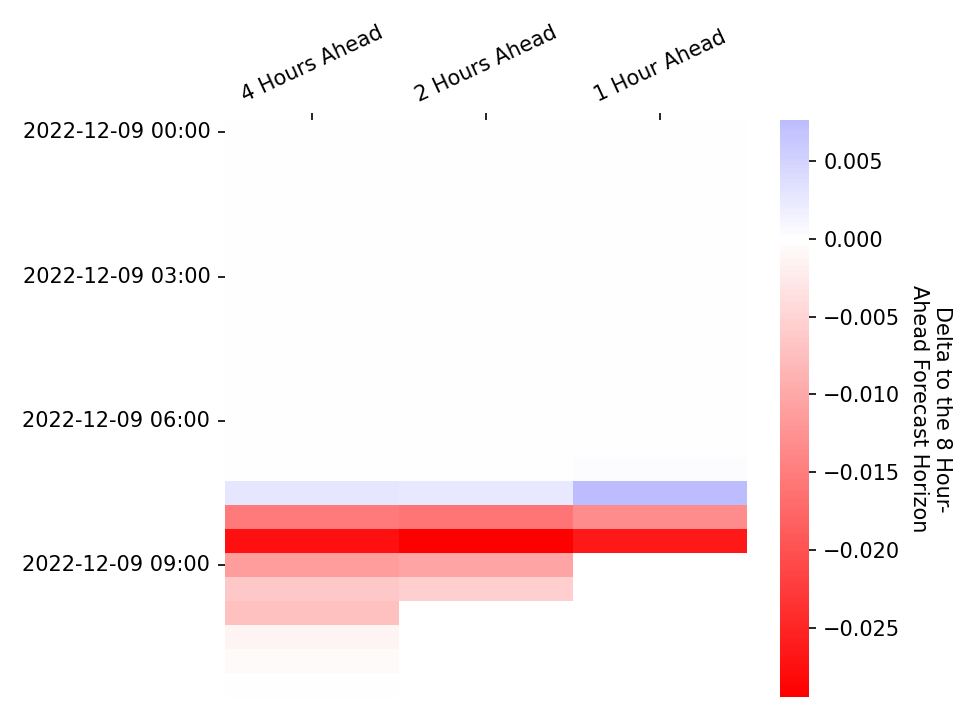 4 Hours Ahead
2 Hours Ahead
1 Hour Ahead
2022-12-09 00:00
2022-12-09 03:00
2022-12-09 06:00
2022-12-09 09:00
0.005
0.000
−0.005
−0.010
−0.015
−0.020
−0.025
Delta to the 8 Hour-
Ahead Forecast Horizon